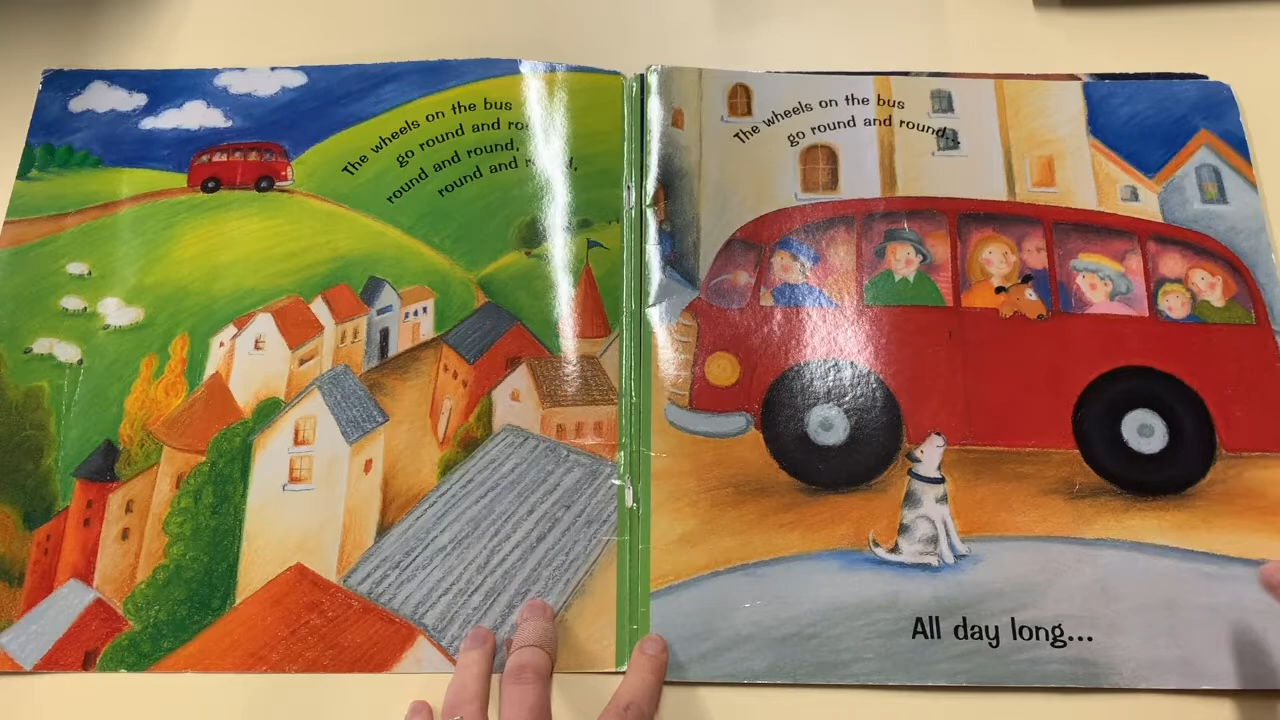 The wheels on the bus
go round and
round and round,
round and
The wheels on the bus
go round and round...
All day long...